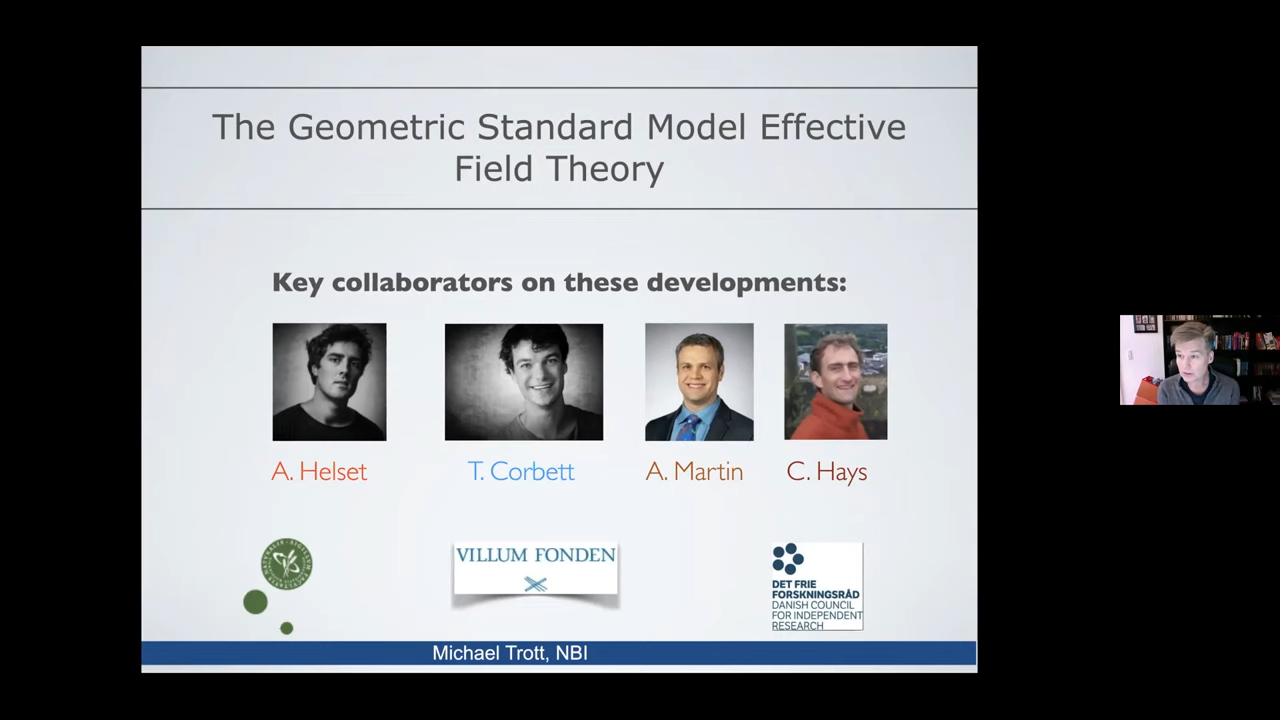 The Geometric Standard Model Effective
Field Theory
Key collaborators on these developments:
A. Helset
T. Corbett
A. Martin
C. Hays
VILLUM FONDEN
DET FRIE
FORSKNINGSRÅD
DANISH COUNCIL
FOR INDEPENDENT
RESEARCH
Michael Trott, NBI